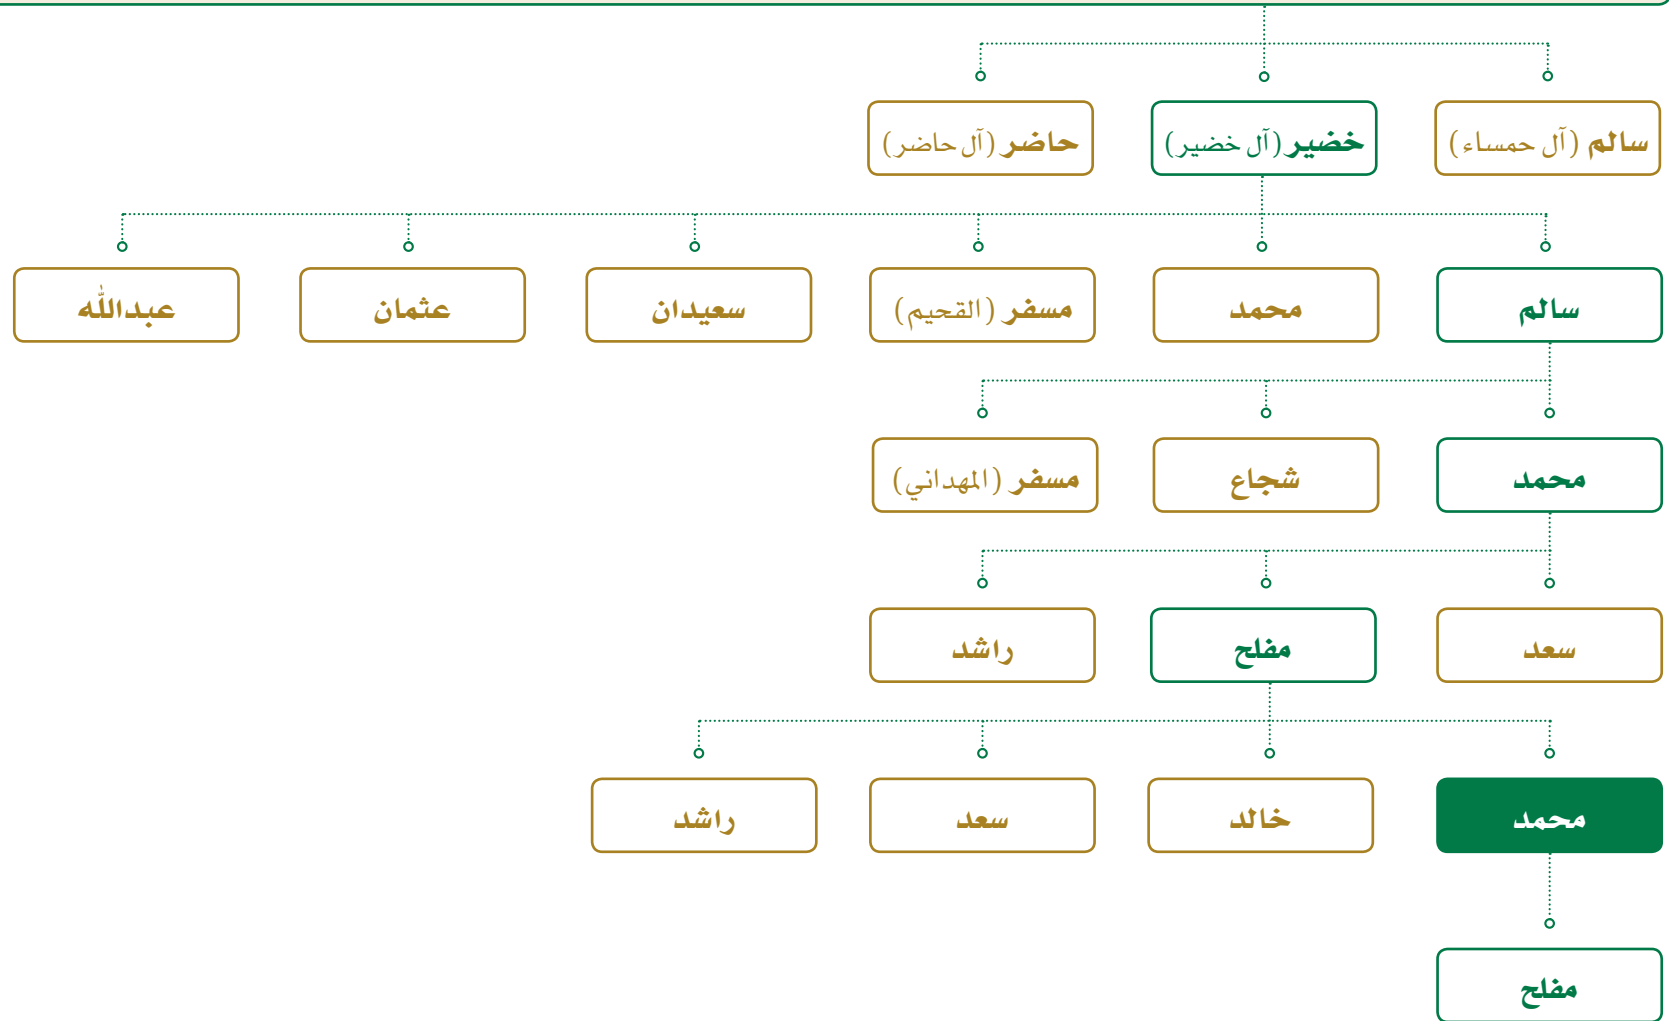 سالم (آل حمساء)
خضير (آل خضير)
حاضر (آل حاضر)
سالم
محمد
مسفر (القحيم)
سعيدان
عثمان
عبدالله
محمد
شجاع
مسفر (المهداني)
سعد
مفلح
راشد
محمد
خالد
سعد
راشد
مفلح